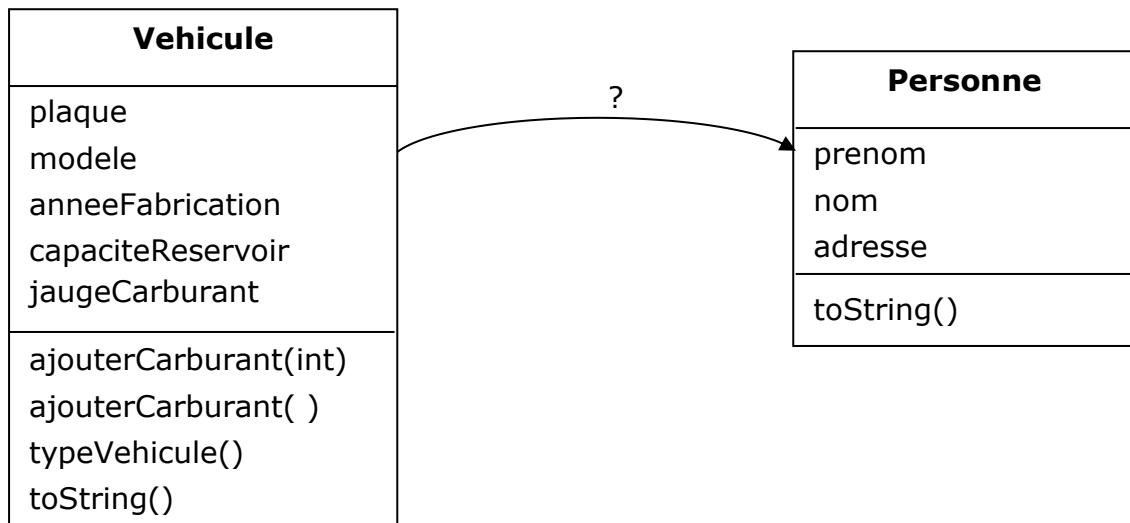 Vehicule
plaque
modele
anneeFabrication
capaciteReservoir
jaugeCarburant
ajouterCarburant(int)
ajouterCarburant( )
typeVehicule()
toString()
?
Personne
prenom
nom
adresse
toString()